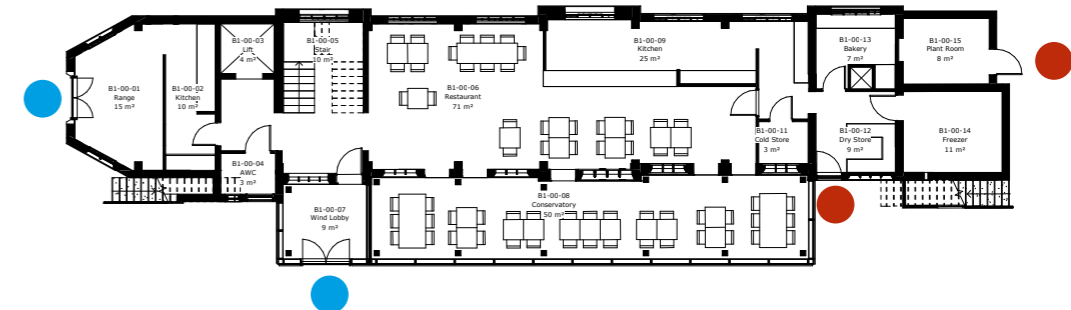 B1-00-01
Range
15 m²
B1-00-02
Kitchen
10 m²
B1-00-03
Lift
4 m²
B1-00-04
AWC
3 m²
B1-00-05
Stair
10 m²
B1-00-06
Restaurant
71 m²
B1-00-07
Wind Lobby
9 m²
B1-00-08
Conservatory
50 m²
B1-00-09
Kitchen
25 m²
B1-00-11
Cold Store
3 m²
B1-00-12
Dry Store
9 m²
B1-00-13
Bakery
7 m²
B1-00-14
Freezer
11 m²
B1-00-15
Plant Room
8 m²